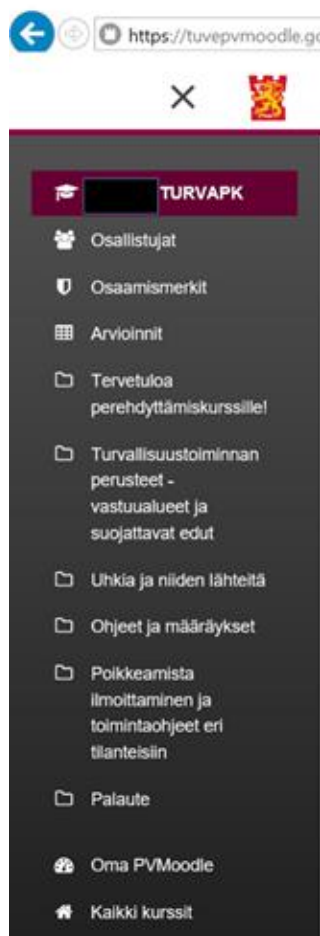 https://tuvepvmoodle.go
TURVAPK
Osallistujat
Osaamismerkit
Arvioinnit
Tervetuloa
perehdyttämiskurssille!
Turvallisuustoiminnan
perusteet -
vastuualueet ja
suojattavat edut
Uhkia ja niiden lähteitä
Ohjeet ja määräykset
Poikkeamista
ilmoittaminen ja
toimintaohjeet eri
tilanteisiin
Palaute
Oma PVMoodle
Kaikki kurssit